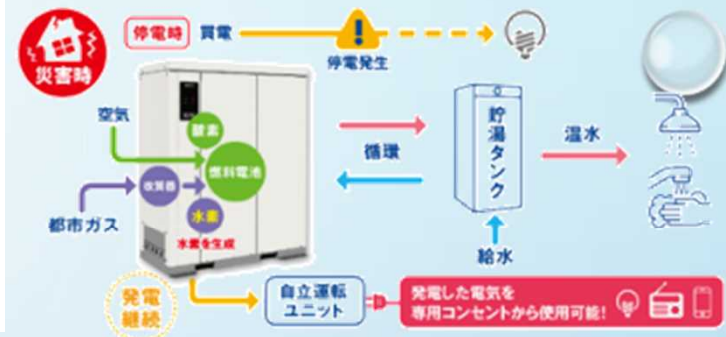 災害時
停電時
買電
停電発生
空気
酸素
燃料電池
改質器
水素
都市ガス
水素を生成
循環
貯湯タンク
温水
給水
発電
継続
自立運転
ユニット
発電した電気を
専用コンセントから使用可能!